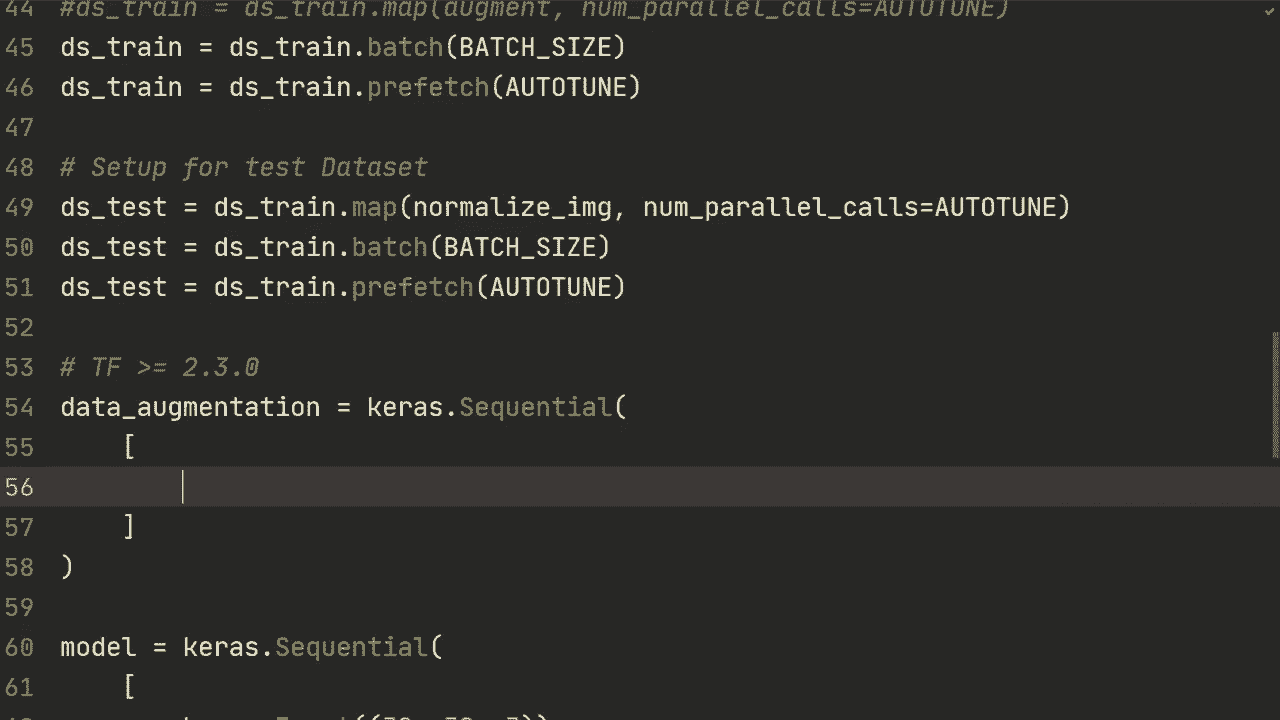 44 #ds_train = ds_train.map(augment, num_parallel_calls=AUTOTUNE)
45 ds_train = ds_train.batch(BATCH_SIZE)
46 ds_train = ds_train.prefetch(AUTOTUNE)
47
48 # Setup for test Dataset
49 ds_test = ds_train.map(normalize_img, num_parallel_calls=AUTOTUNE)
50 ds_test = ds_train.batch(BATCH_SIZE)
51 ds_test = ds_train.prefetch(AUTOTUNE)
52
53 # TF >= 2.3.0
54 data_augmentation = keras.Sequential(
55     [
56
57     ]
58 )
59
60 model = keras.Sequential(
61     [